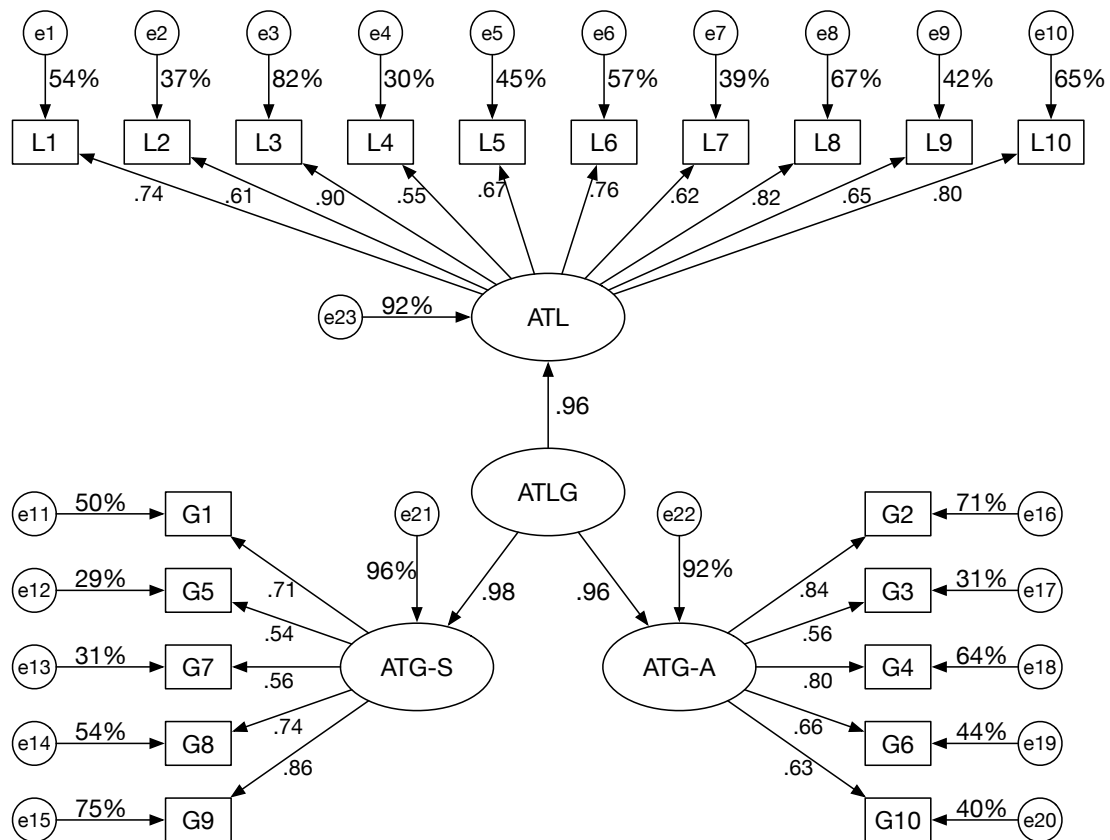 e1 e2 e3 e4 e5 e6 e7 e8 e9 e10
54% 37% 82% 30% 45% 57% 39% 67% 42% 65%
L1 L2 L3 L4 L5 L6 L7 L8 L9 L10
.74 .61 .90 .55 .67 .76 .62 .82 .65 .80
e23 92% ATL
.96
ATLG
e11 50% G1 e21 e22 G2 71% e16
96% .98 .96 92%
e12 29% G5 .71 .84 G3 31% e17
.54 .56
e13 31% G7 ATG-S ATG-A G4 64% e18
.56 .80
e14 54% G8 .74 .66 G6 44% e19
.86 .63
e15 75% G9 G10 40% e20